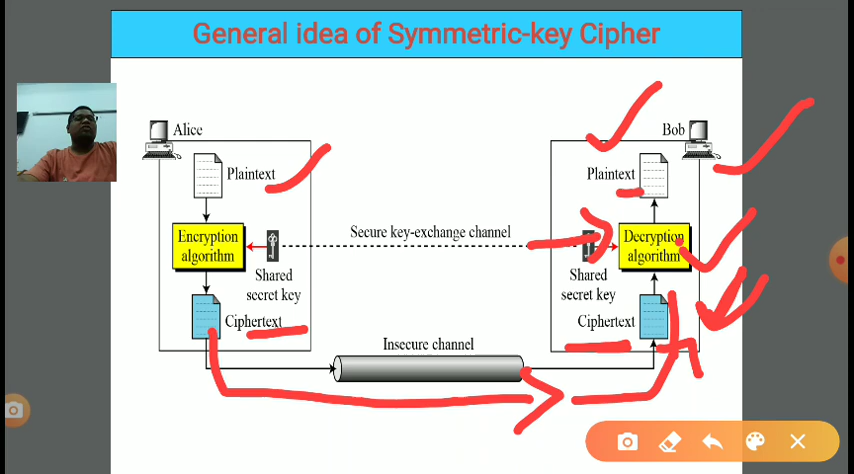 General idea of Symmetric-key Cipher
Alice
Bob
Plaintext
Plaintext
Encryption
algorithm
Secure key-exchange channel
Decryption
algorithm
Shared
secret key
Shared
secret key
Ciphertext
Ciphertext
Insecure channel